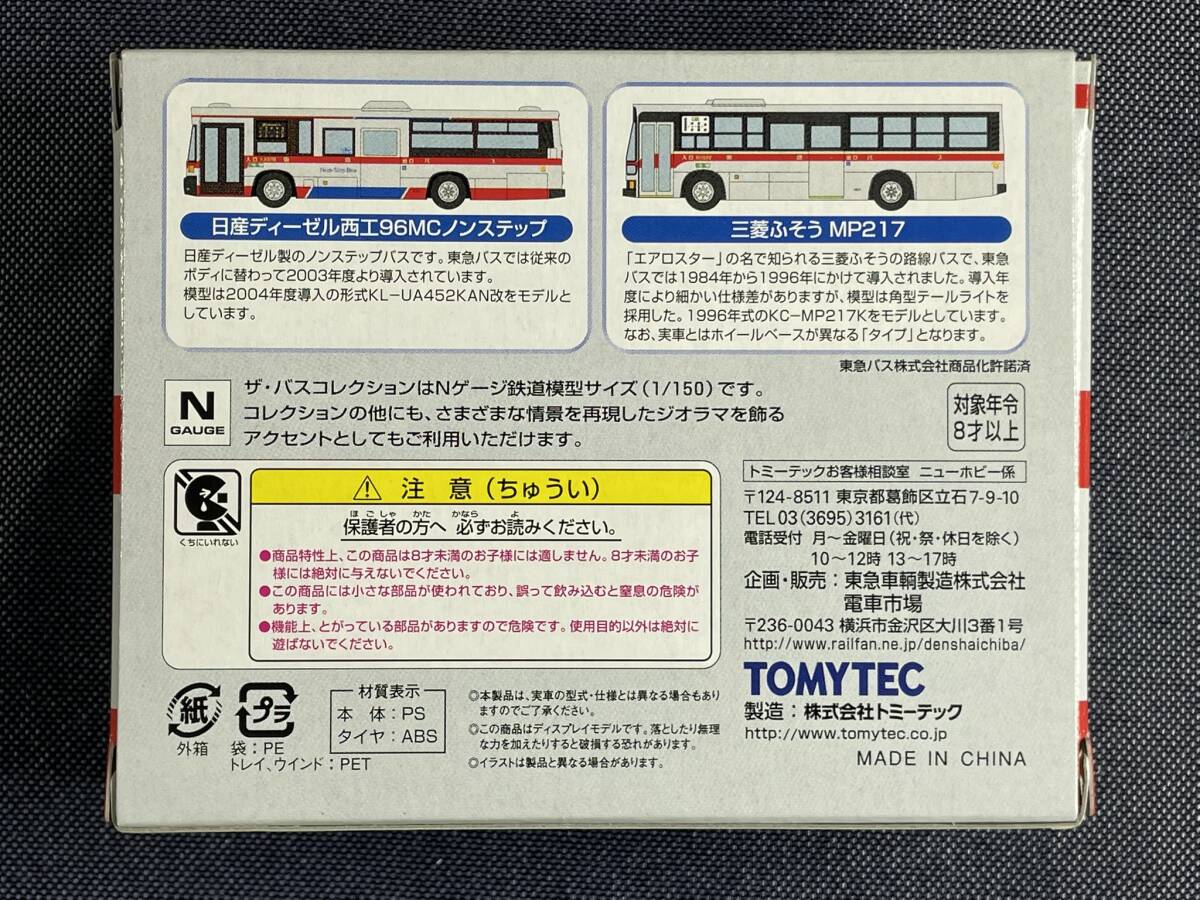 日産ディーゼル西工96MCノンステップ
日産ディーゼル製のノンステップバスです。東急バスでは従来の
ボディに替わって2003年度より導入されています。
模型は2004年度導入の形式KL-UA452KAN改をモデルと
しています。
三菱ふそう MP217
「エアロスター」の名で知られる三菱ふそうの路線バスで、東急
バスでは1984年から1996年にかけて導入されました。導入年
度により細かい仕様差がありますが、模型は角型テールライトを
採用した。1996年式のKC-MP217Kをモデルとしています。
なお、実車とはホイールベースが異なる「タイプ」となります。
東急バス株式会社商品化許諾済
N
GAUGE
ザ・バスコレクションはNゲージ鉄道模型サイズ(1/150)です。
コレクションの他にも、さまざまな情景を再現したジオラマを飾る
アクセントとしてもご利用いただけます。
対象年令
8才以上
くちにいれない
注 意(ちゅうい)
ほごしゃ かた かなら よ
保護者の方へ 必ずお読みください。
●商品特性上、この商品は8才未満のお子様には適しません。8才未満のお子
様には絶対に与えないでください。
●この商品には小さな部品が使われており、誤って飲み込むと窒息の危険が
あります。
●機能上、とがっている部品がありますので危険です。使用目的以外は絶対に
遊ばないでください。
トミーテックお客様相談室 ニューホビー係
〒124-8511 東京都葛飾区立石7-9-10
TEL 03(3695)3161(代)
電話受付 月〜金曜日(祝・祭・休日を除く)
10〜12時 13〜17時
企画・販売:東急車輌製造株式会社
電車市場
〒236-0043 横浜市金沢区大川3番1号
http://www.railfan.ne.jp/denshaichiba/
TOMYTEC
製造:株式会社トミーテック
http://www.tomytec.co.jp
MADE IN CHINA
紙
外箱
プラ
袋:PE
トレイ、ウインド:PET
材質表示
本 体:PS
タイヤ:ABS
◎本製品は、実車の型式・仕様とは異なる場合もあり
ますのでご了承ください。
◎この商品はディスプレイモデルです。落としたり無理
な力を加えたりすると破損する恐れがあります。
◎イラストは製品と異なる場合があります。